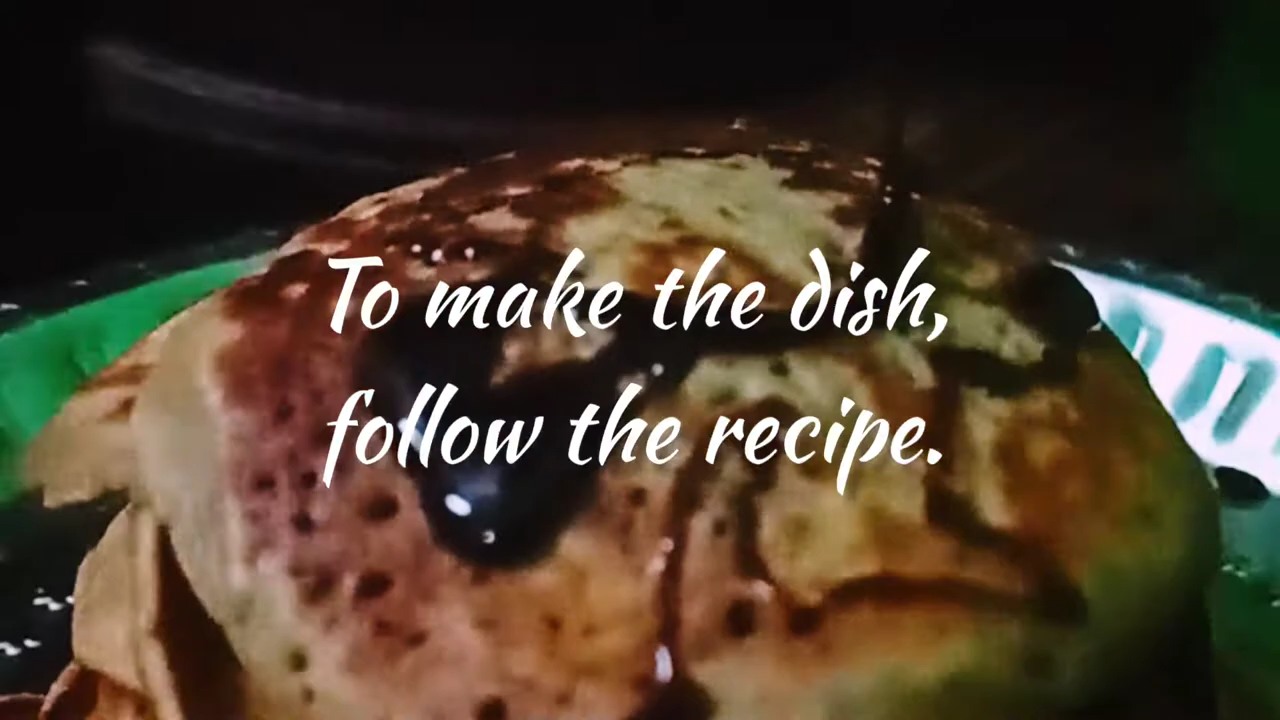 To make the dish,
follow the recipe.